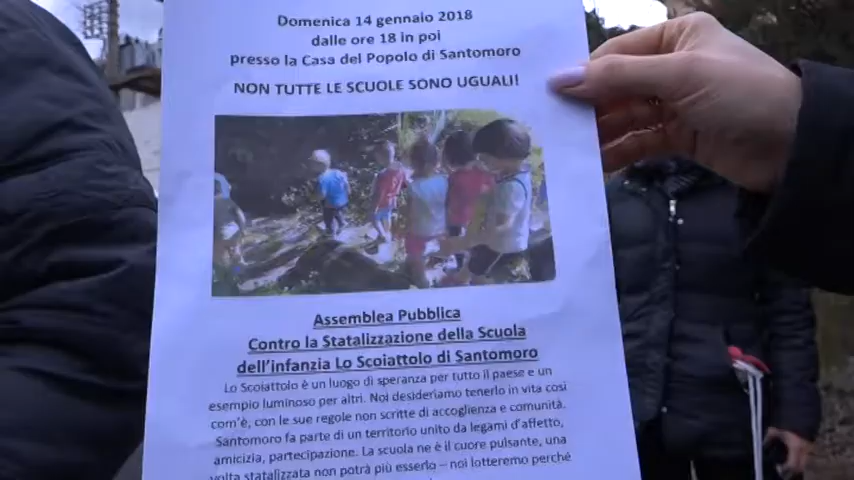 Domenica 14 gennaio 2018
dalle ore 18 in poi
presso la Casa del Popolo di Santomoro
NON TUTTE LE SCUOLE SONO UGUALI!
Assemblea Pubblica
Contro la Statalizzazione della Scuola
dell'infanzia Lo Scoiattolo di Santomoro
Lo Scoiattolo è un luogo di speranza per tutto il paese e un
esempio luminoso per altri. Noi desideriamo tenerlo in vita così
com'è, con le sue regole non scritte di accoglienza e comunità.
Santomoro fa parte di un territorio unito da legami d'affetto,
amicizia, partecipazione. La scuola ne è il cuore pulsante, una
volta statalizzata non potrà più esserlo – noi lotteremo perché